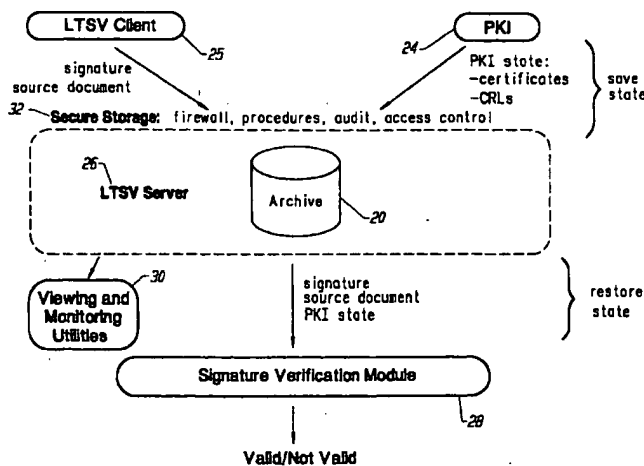 LTSV Client
25
24
PKI
signature
source document
PKI state:
-certificates
-CRLs
save
state
32
Secure Storage: firewall, procedures, audit, access control
26
LTSV Server
Archive
20
30
Viewing and
Monitoring
Utilities
signature
source document
PKI state
restore
state
Signature Verification Module
28
Valid/Not Valid